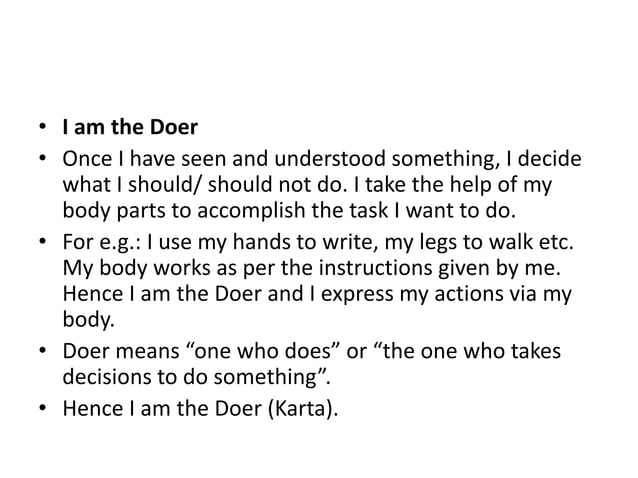 • I am the Doer
• Once I have seen and understood something, I decide
what I should/ should not do. I take the help of my
body parts to accomplish the task I want to do.
• For e.g.: I use my hands to write, my legs to walk etc.
My body works as per the instructions given by me.
Hence I am the Doer and I express my actions via my
body.
• Doer means “one who does” or “the one who takes
decisions to do something”.
• Hence I am the Doer (Karta).